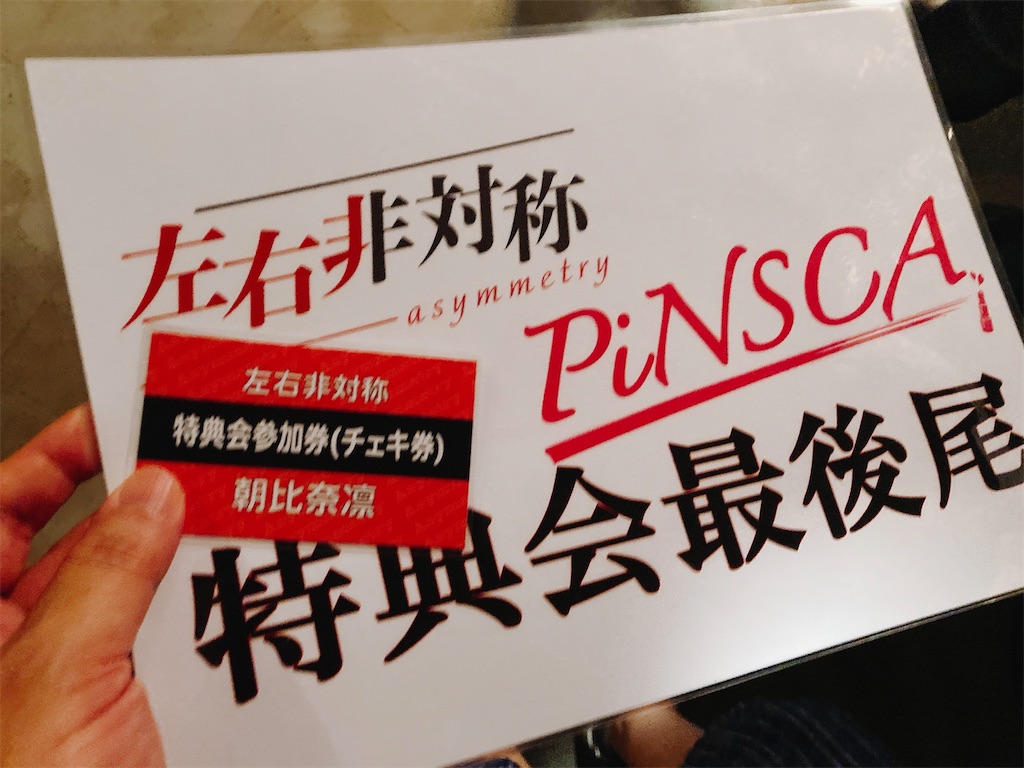 左右非対称
asymmetry
PiNSCA
左右非対称
特典会参加券(チェキ券)
朝比奈凛
特典会最後尾